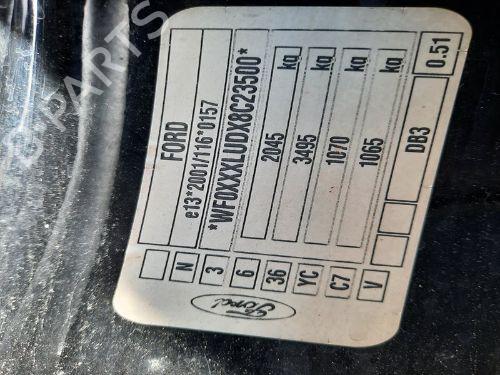 FORD
e13*2001/116*0157
*WF0XXXLUDX8C23500*
2045 kg
3495 kg
1070 kg
1065 kg
DB3 0.51
N 3 6 36 YC C7 V
Ford
B-PARTS